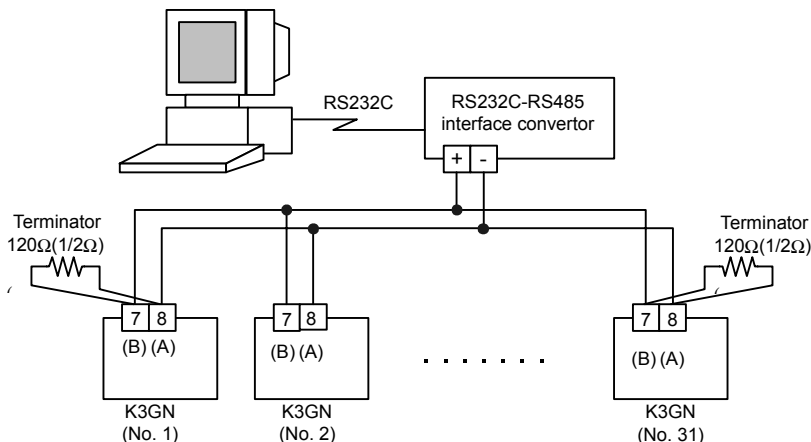 RS232C
RS232C-RS485
interface convertor
+ -
Terminator
120Ω(1/2Ω)
Terminator
120Ω(1/2Ω)
7 8
(B) (A)
7 8
(B) (A)
. . . . . . .
7 8
(B) (A)
K3GN
(No. 1)
K3GN
(No. 2)
K3GN
(No. 31)